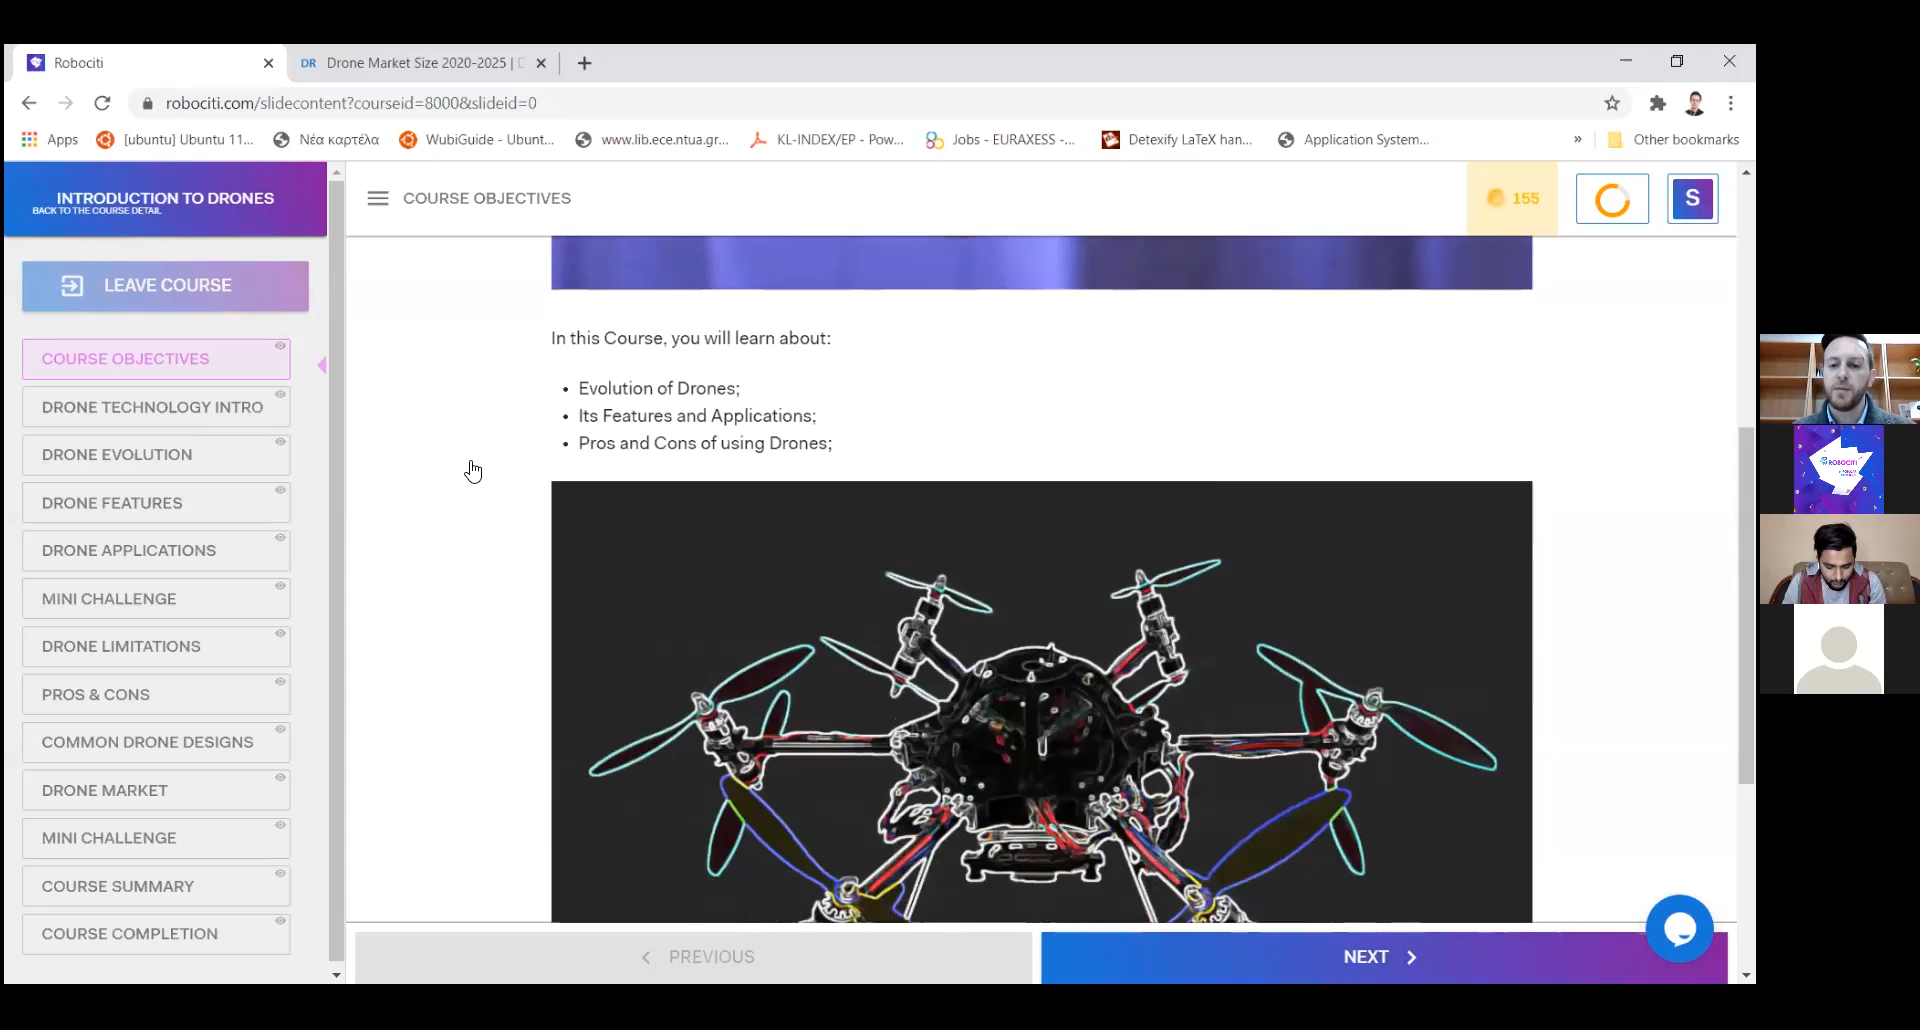 Robociti
DR Drone Market Size 2020-2025 |
robociti.com/slidecontent?courseid=8000&slideid=0
Apps [ubuntu] Ubuntu 11... Νέα καρτέλα WubiGuide - Ubunt... www.lib.ece.ntua.gr... KL-INDEX/EP - Pow... Jobs - EURAXESS -... Detexify LaTeX han... Application System... » Other bookmarks
INTRODUCTION TO DRONES
BACK TO THE COURSE DETAIL
COURSE OBJECTIVES
155
S
LEAVE COURSE
COURSE OBJECTIVES
DRONE TECHNOLOGY INTRO
DRONE EVOLUTION
DRONE FEATURES
DRONE APPLICATIONS
MINI CHALLENGE
DRONE LIMITATIONS
PROS & CONS
COMMON DRONE DESIGNS
DRONE MARKET
MINI CHALLENGE
COURSE SUMMARY
COURSE COMPLETION
In this Course, you will learn about:
• Evolution of Drones;
• Its Features and Applications;
• Pros and Cons of using Drones;
PREVIOUS
NEXT
ROBOCITI